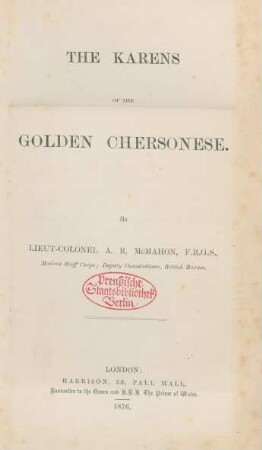 THE KARENS
OF THE
GOLDEN CHERSONESE.
BY
LIEUT-COLONEL A. R. McMAHON, F.R.G.S.,
Madras Staff Corps; Deputy Commissioner, British Burma.
Preußische
Staatsbibliothek
Berlin
LONDON:
HARRISON, 59, PALL MALL,
Bookseller to the Queen and H.R.H. The Prince of Wales.
1876.